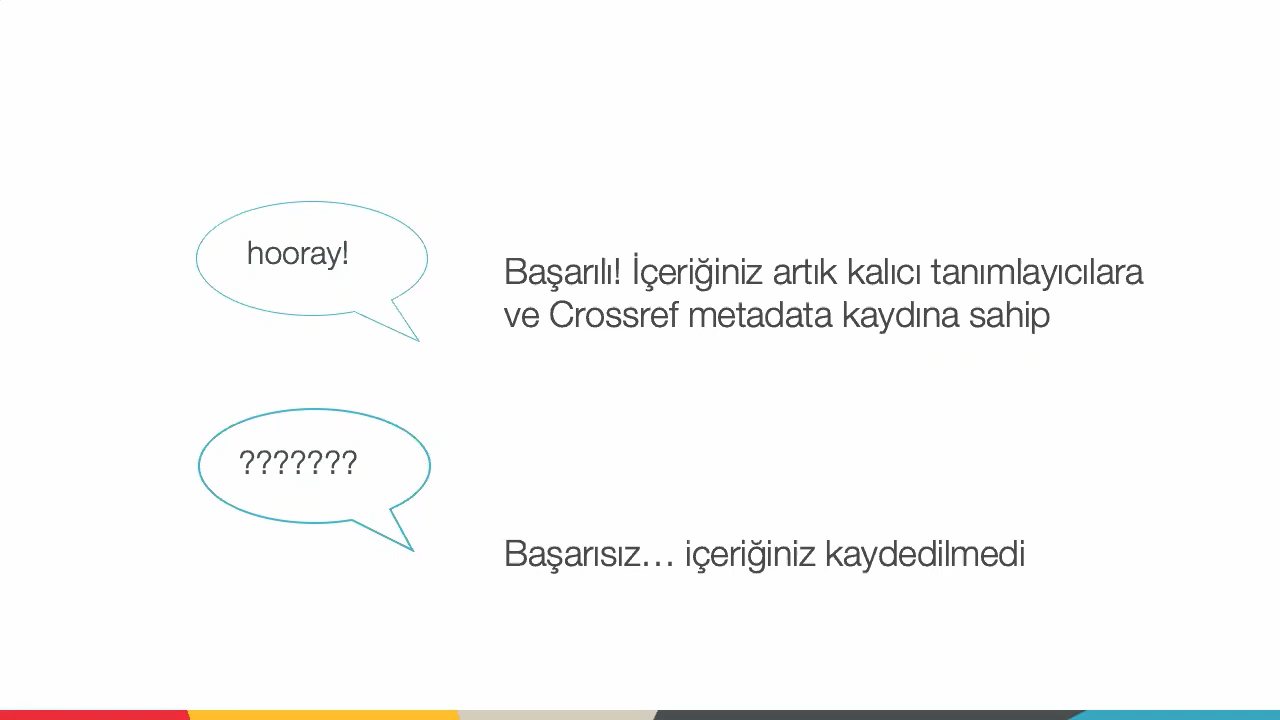 hooray!
Başarılı! İçeriğiniz artık kalıcı tanımlayıcılara
ve Crossref metadata kaydına sahip
???????
Başarısız… içeriğiniz kaydedilmedi